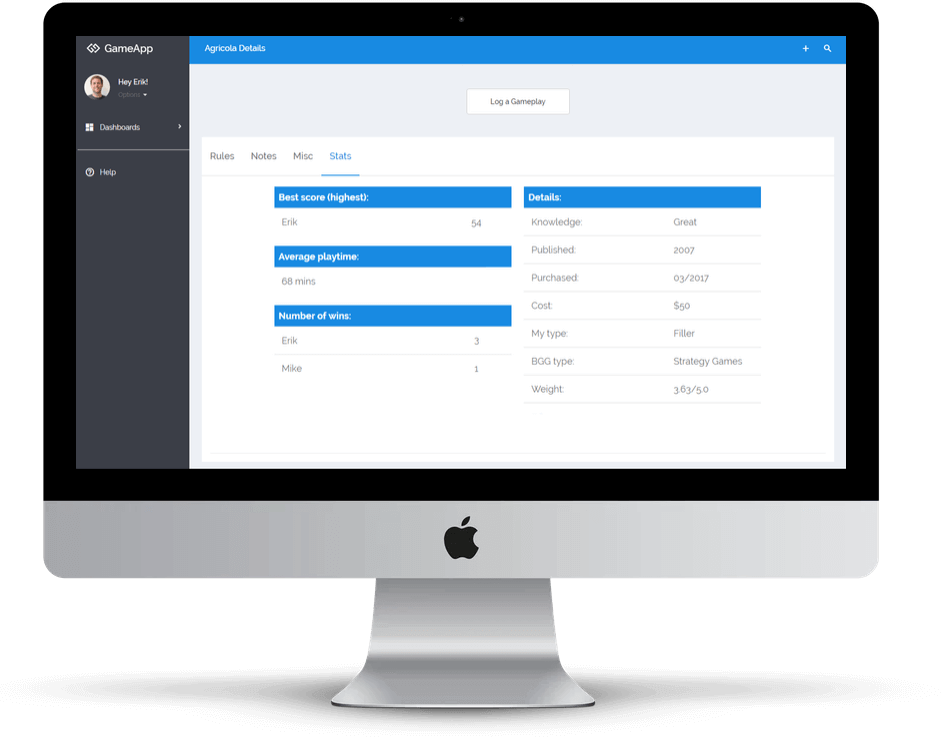 GameApp
Agricola Details
Hey Erik!
Options
Dashboards
Help
Log a Gameplay
Rules Notes Misc Stats
Best score (highest):
Erik 54
Average playtime:
68 mins
Number of wins:
Erik 3
Mike 1
Details:
Knowledge: Great
Published: 2007
Purchased: 03/2017
Cost: $50
My type: Filler
BGG type: Strategy Games
Weight: 3.63/5.0